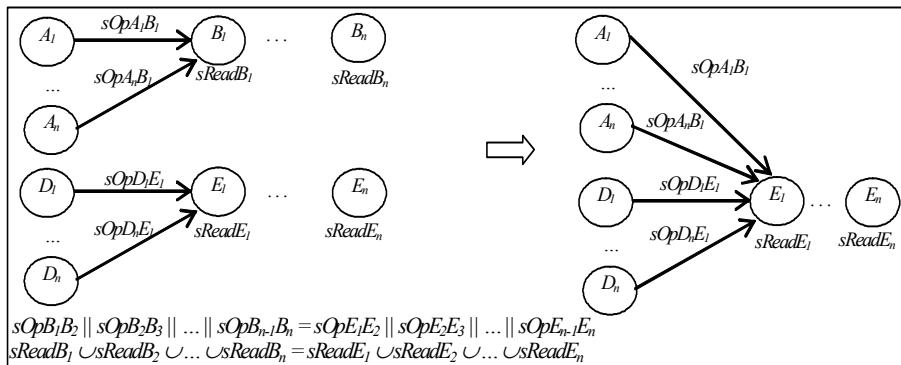 A₁ sOpA₁B₁ B₁ ... Bₙ
sReadB₁ sReadBₙ
... sOpAₙB₁
Aₙ
D₁ sOpD₁E₁ E₁ ... Eₙ
sReadE₁ sReadEₙ
... sOpDₙE₁
Dₙ
A₁
sOpA₁B₁
...
Aₙ sOpAₙB₁
D₁ sOpD₁E₁ E₁ ... Eₙ
sReadE₁ sReadEₙ
... sOpDₙE₁
Dₙ
sOpB₁B₂ || sOpB₂B₃ || ... || sOpBₙ₋₁Bₙ = sOpE₁E₂ || sOpE₂E₃ || ... || sOpEₙ₋₁Eₙ
sReadB₁ ∪ sReadB₂ ∪ ... ∪ sReadBₙ = sReadE₁ ∪ sReadE₂ ∪ ... ∪ sReadEₙ